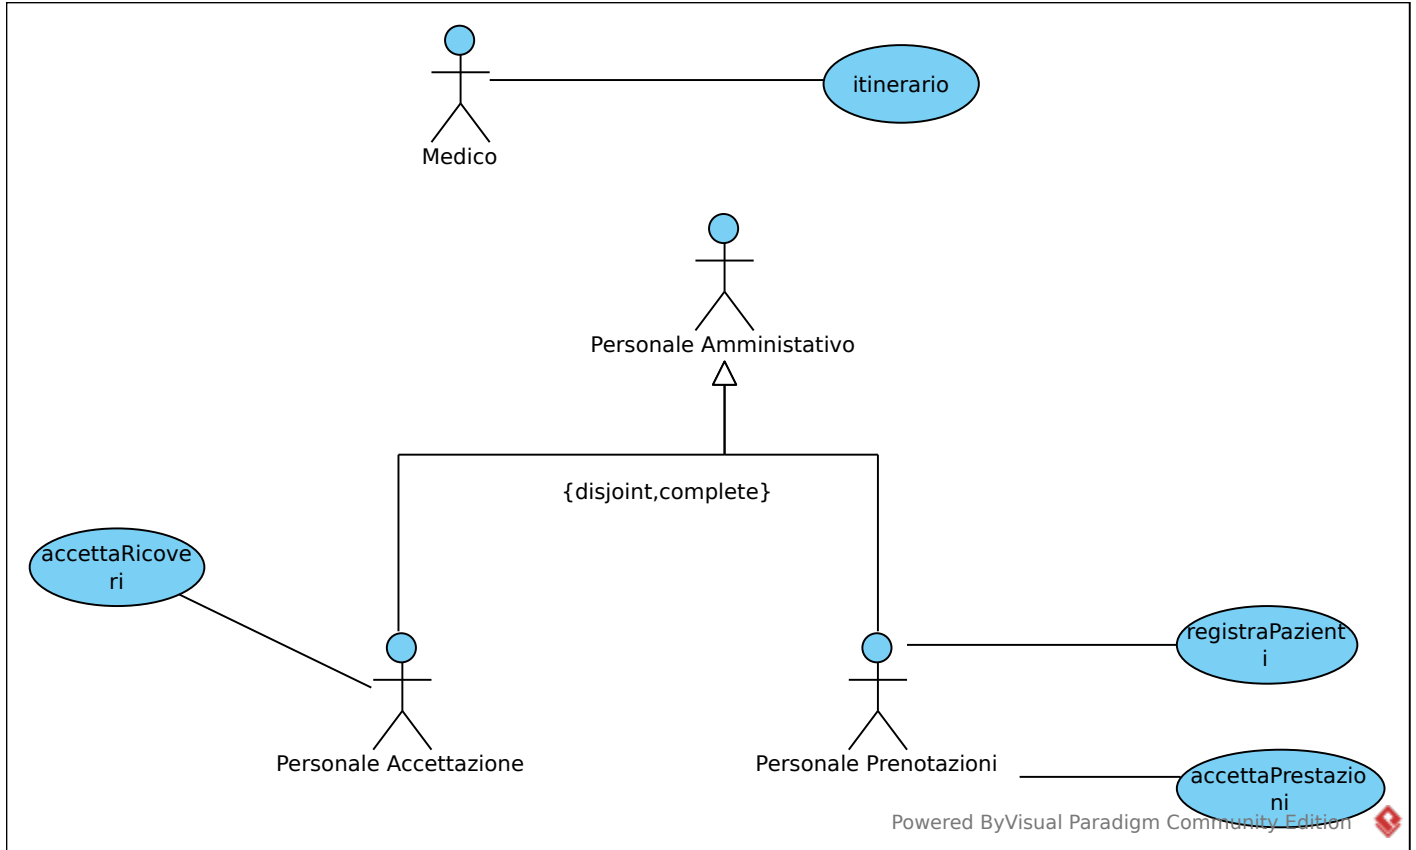 itinerario
Medico
Personale Amministativo
{disjoint,complete}
accettaRicove
ri
registraPazient
i
Personale Accettazione
Personale Prenotazioni
accettaPrestazio
ni
Powered ByVisual Paradigm Community Edition